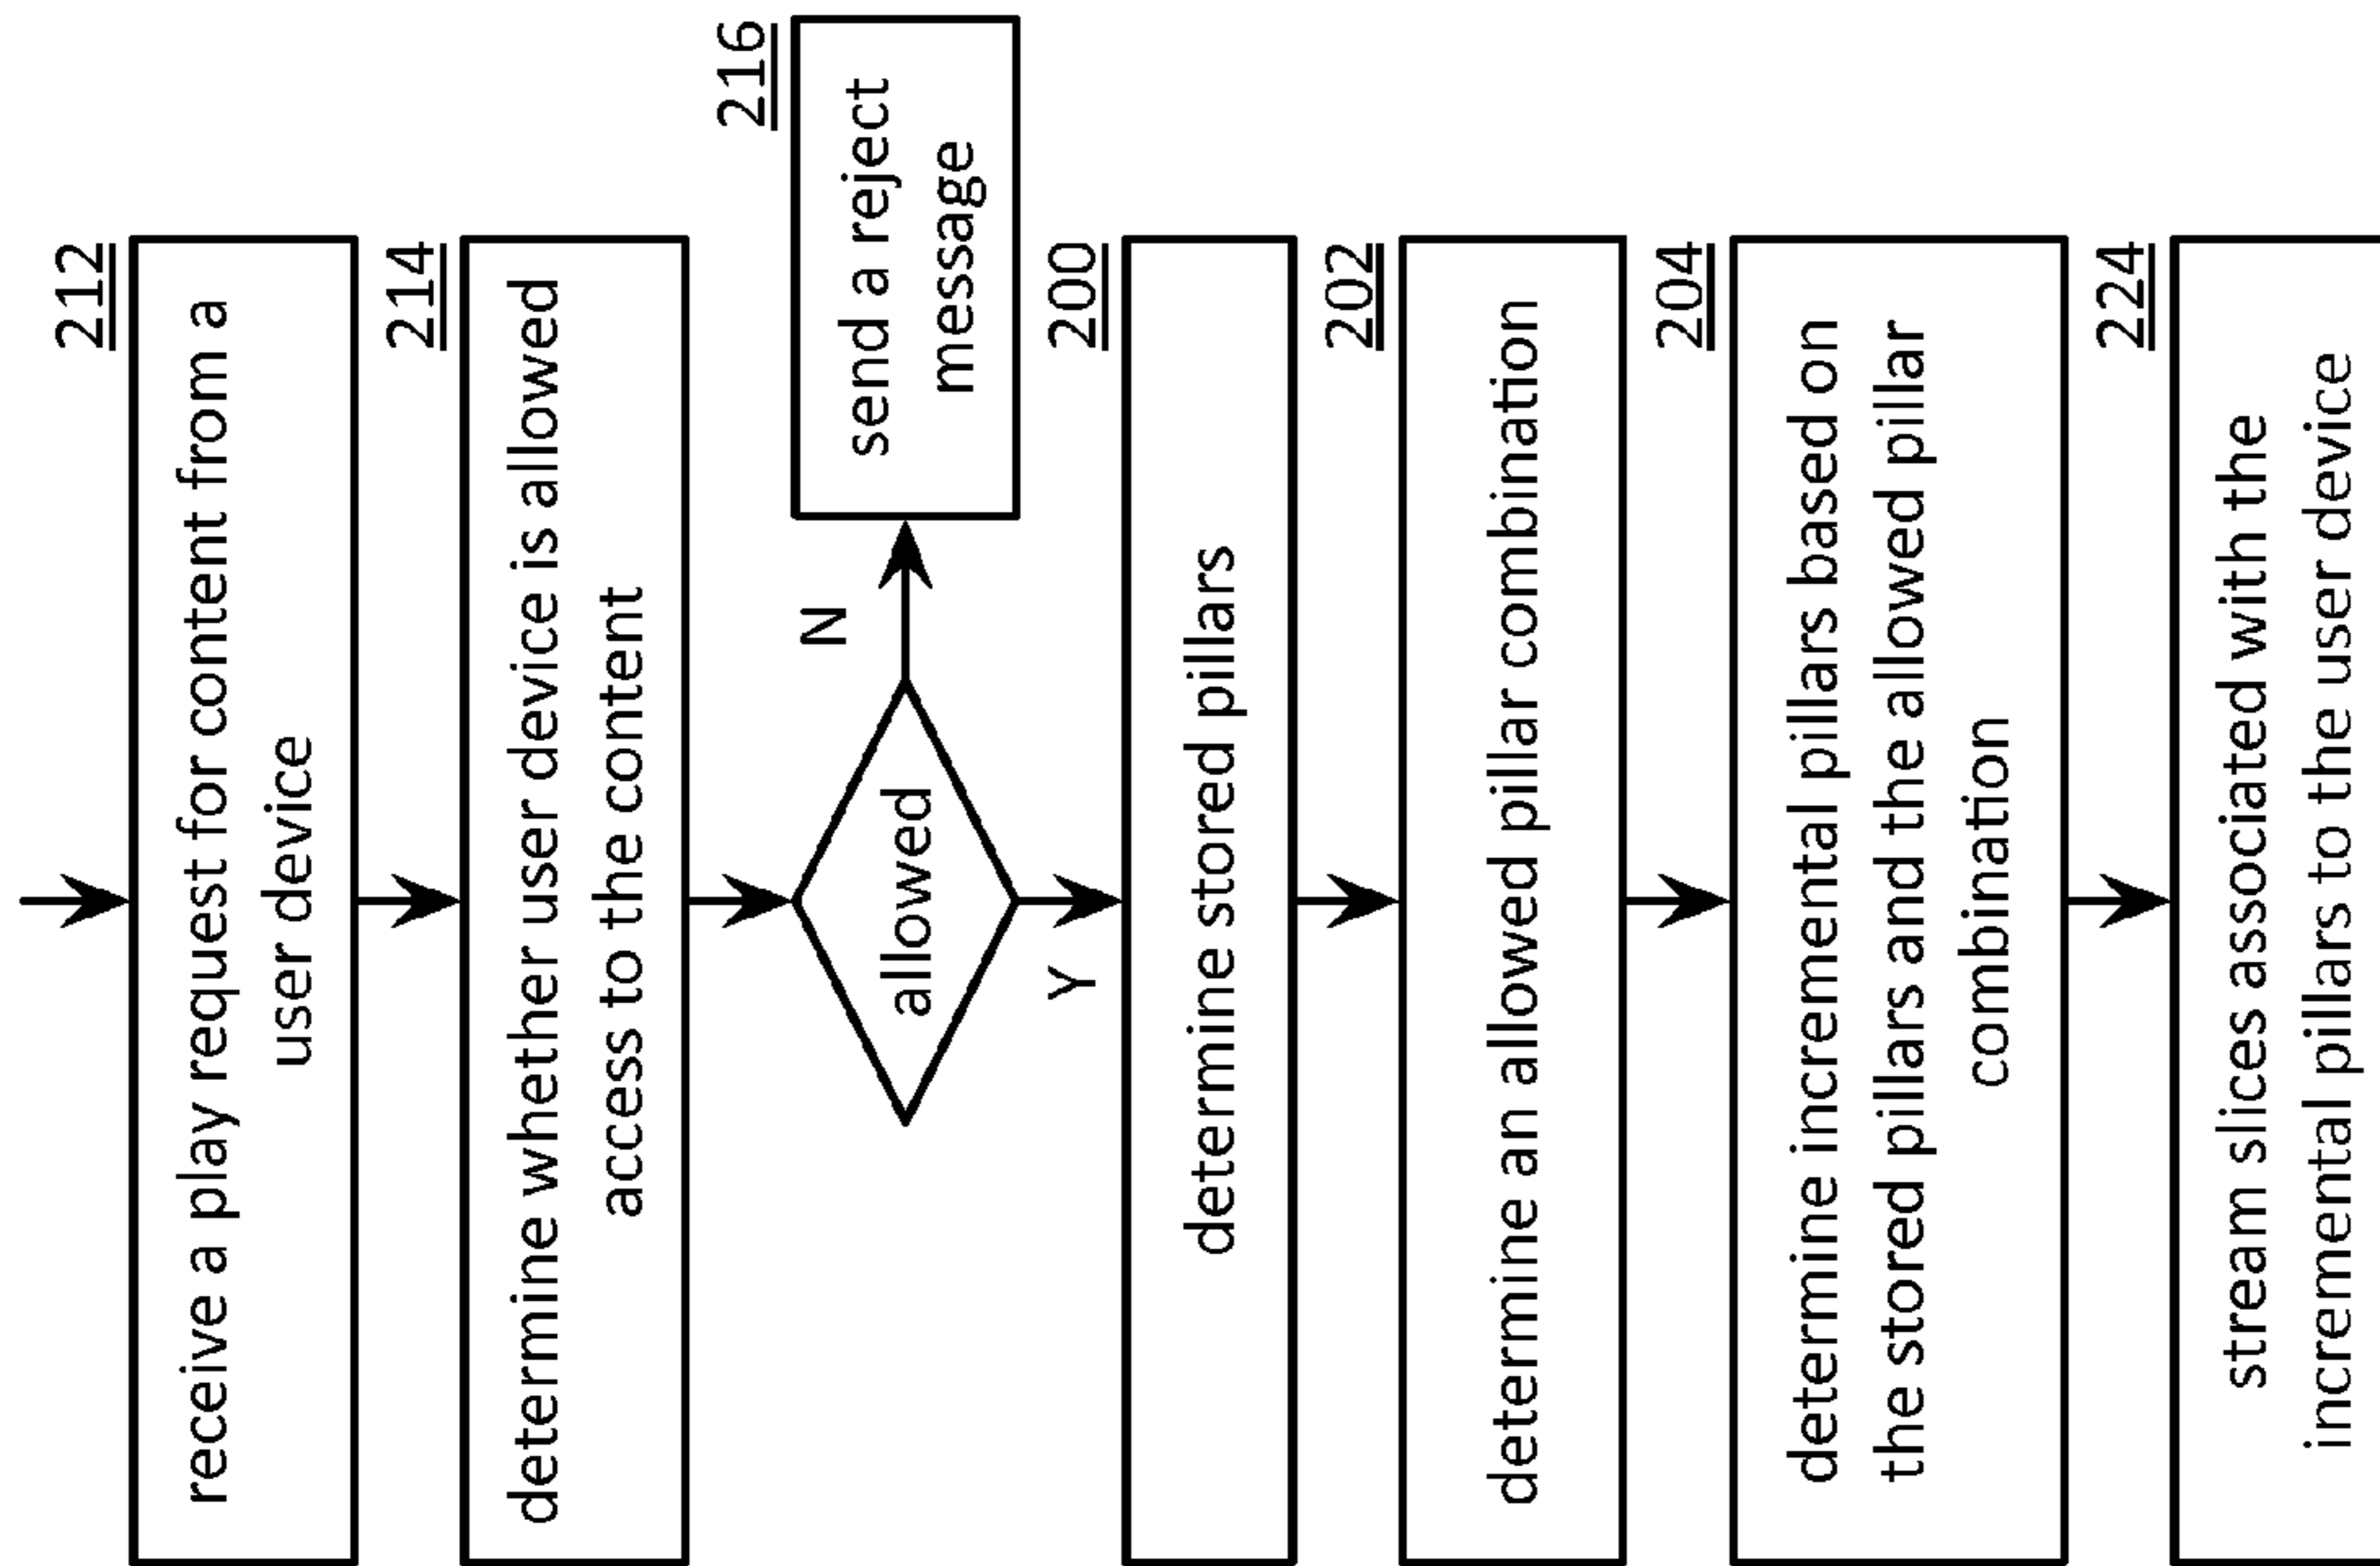 212
receive a play request for content from a
user device
214
determine whether user device is allowed
access to the content
allowed
N
216
send a reject
message
Y
200
determine stored pillars
202
determine an allowed pillar combination
204
determine incremental pillars based on
the stored pillars and the allowed pillar
combination
224
stream slices associated with the
incremental pillars to the user device